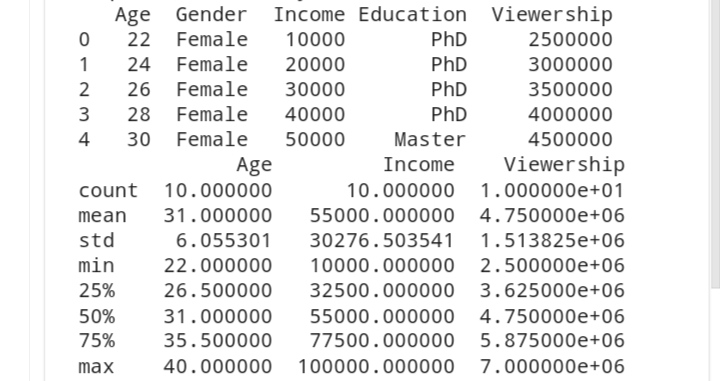 Age Gender Income Education Viewership
0 22 Female 10000 PhD 2500000
1 24 Female 20000 PhD 3000000
2 26 Female 30000 PhD 3500000
3 28 Female 40000 PhD 4000000
4 30 Female 50000 Master 4500000
Age Income Viewership
count 10.000000 10.000000 1.000000e+01
mean 31.000000 55000.000000 4.750000e+06
std 6.055301 30276.503541 1.513825e+06
min 22.000000 10000.000000 2.500000e+06
25% 26.500000 32500.000000 3.625000e+06
50% 31.000000 55000.000000 4.750000e+06
75% 35.500000 77500.000000 5.875000e+06
max 40.000000 100000.000000 7.000000e+06